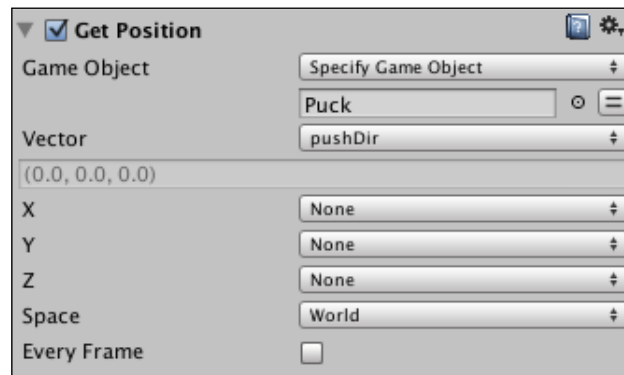 Get Position
Game Object Specify Game Object
Puck
Vector pushDir
(0.0, 0.0, 0.0)
X None
Y None
Z None
Space World
Every Frame